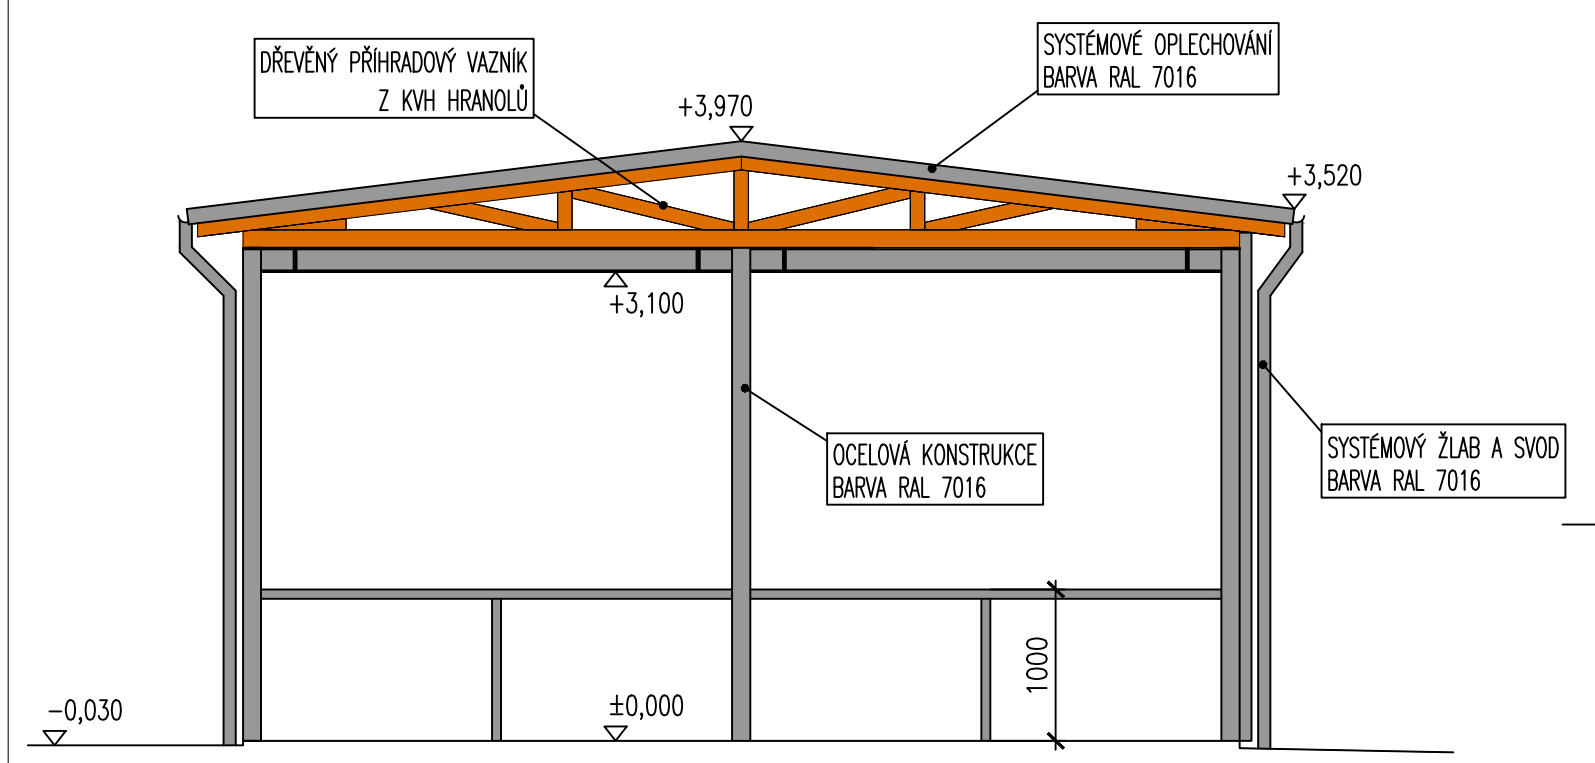 DŘEVĚNÝ PŘÍHRADOVÝ VAZNÍK
Z KVH HRANOLŮ
SYSTÉMOVÉ OPLECHOVÁNÍ
BARVA RAL 7016
+3,970
+3,520
+3,100
OCELOVÁ KONSTRUKCE
BARVA RAL 7016
SYSTÉMOVÝ ŽLAB A SVOD
BARVA RAL 7016
1000
-0,030
±0,000